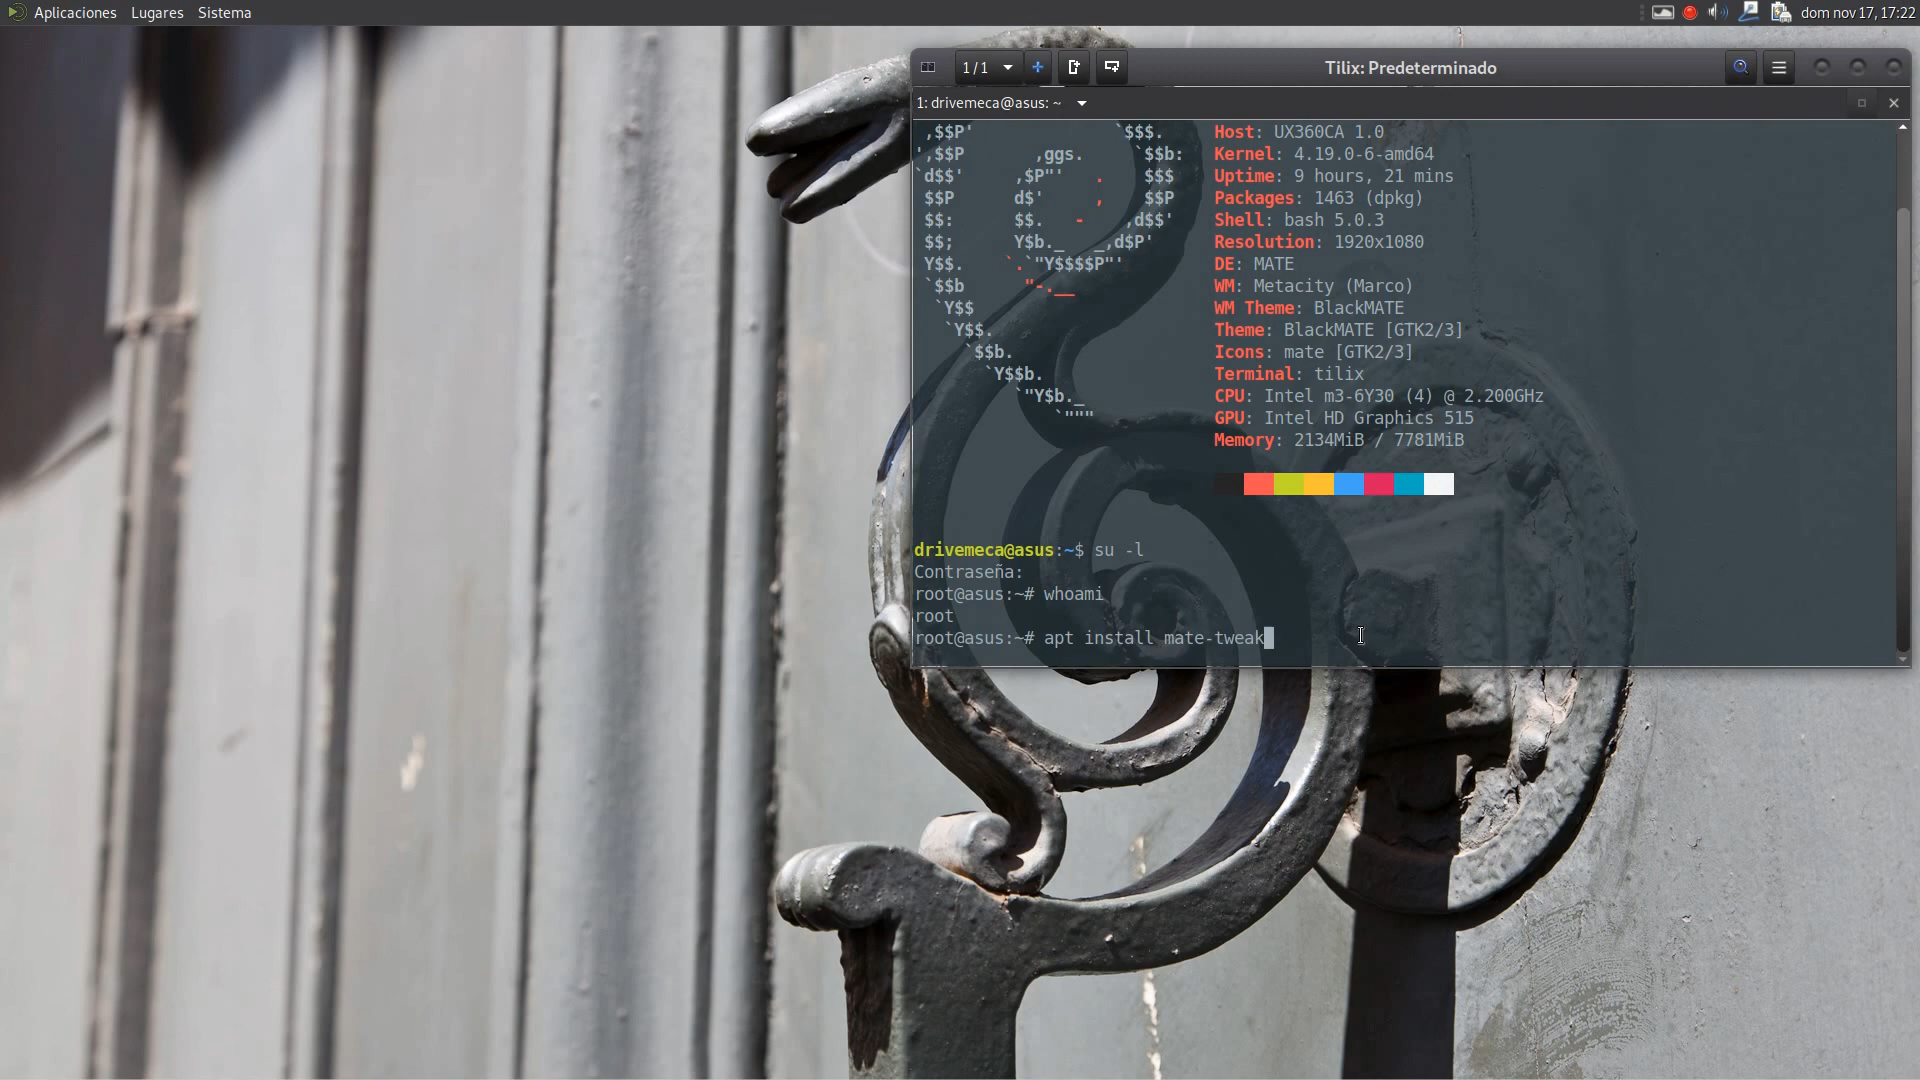 Aplicaciones Lugares Sistema dom nov 17, 17:22
1 / 1 Tilix: Predeterminado
1: drivemeca@asus: ~
,$$P' `$$$. Host: UX360CA 1.0
',$$P ,ggs. `$$b: Kernel: 4.19.0-6-amd64
`d$$' ,$P"' . $$$ Uptime: 9 hours, 21 mins
$$P d$' , $$P Packages: 1463 (dpkg)
$$: $$. - ,d$$' Shell: bash 5.0.3
$$; Y$b._ _,d$P' Resolution: 1920x1080
Y$$. `.`"Y$$$$P"' DE: MATE
`$$b "-.__ WM: Metacity (Marco)
`Y$$ WM Theme: BlackMATE
`Y$$. Theme: BlackMATE [GTK2/3]
`$$b. Icons: mate [GTK2/3]
`Y$$b. Terminal: tilix
`"Y$b._ CPU: Intel m3-6Y30 (4) @ 2.200GHz
`""" GPU: Intel HD Graphics 515
Memory: 2134MiB / 7781MiB
drivemeca@asus:~$ su -l
Contraseña:
root@asus:~# whoami
root
root@asus:~# apt install mate-tweak